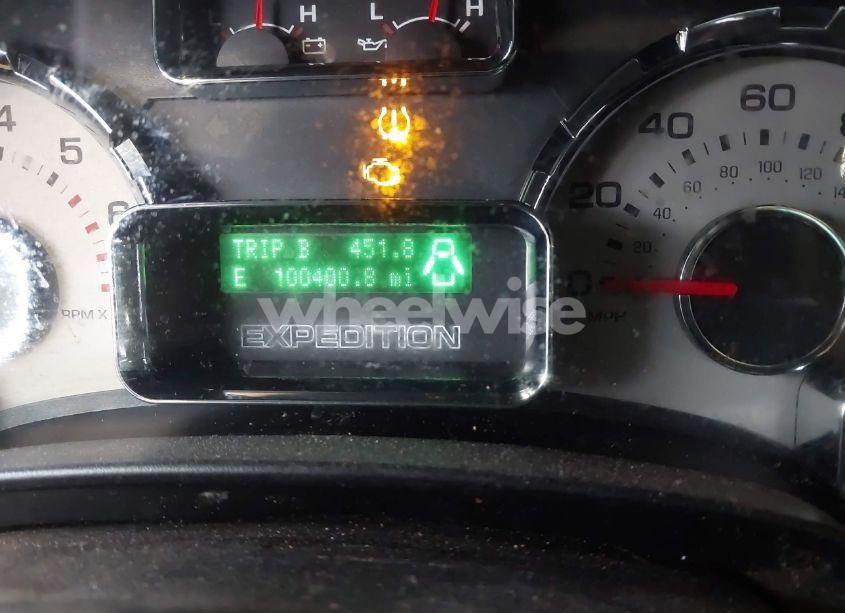 L H L H
4 5 6
RPM X
TRIP B 451.8
E 100400.8 mi
wheelwise
EXPEDITION
0 20 40 60
20 40 60 80 100 120
MPH